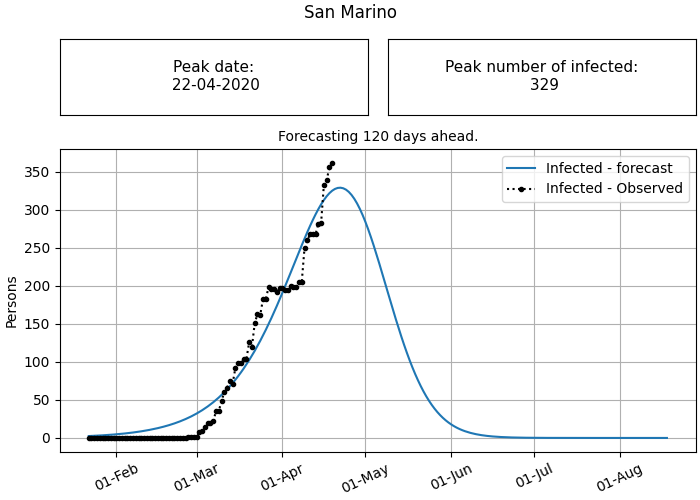 San Marino
Peak date:
22-04-2020
Peak number of infected:
329
Forecasting 120 days ahead.
Infected - forecast
Infected - Observed
Persons
350
300
250
200
150
100
50
0
01-Feb
01-Mar
01-Apr
01-May
01-Jun
01-Jul
01-Aug